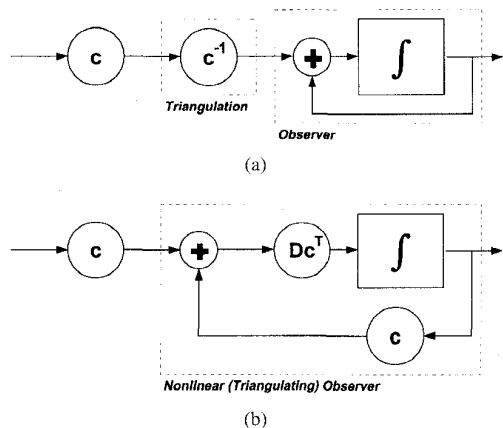 c
c-1
+
∫
Triangulation
Observer
(a)
c
+
DcT
∫
c
Nonlinear (Triangulating) Observer
(b)